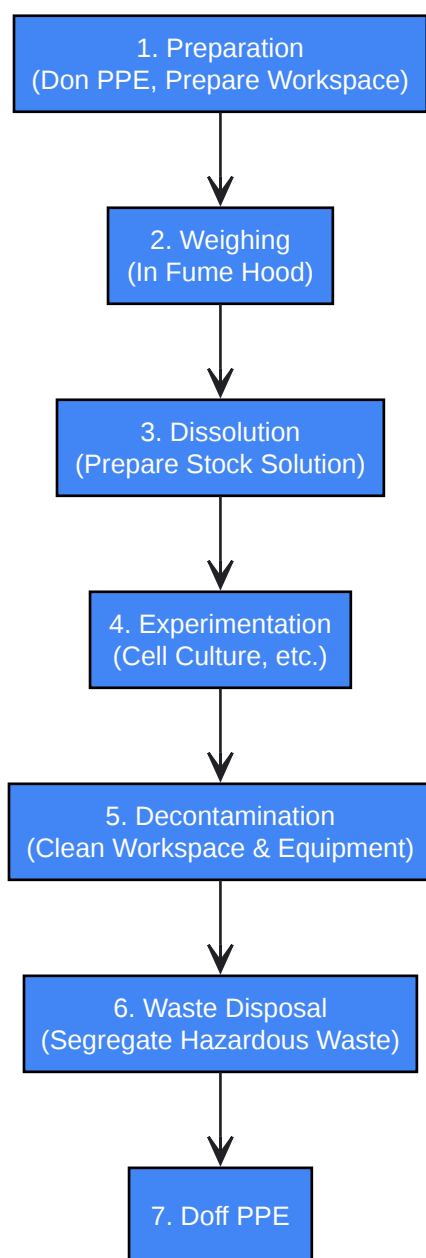 1. Preparation
(Don PPE, Prepare Workspace)
2. Weighing
(In Fume Hood)
3. Dissolution
(Prepare Stock Solution)
4. Experimentation
(Cell Culture, etc.)
5. Decontamination
(Clean Workspace & Equipment)
6. Waste Disposal
(Segregate Hazardous Waste)
7. Doff PPE